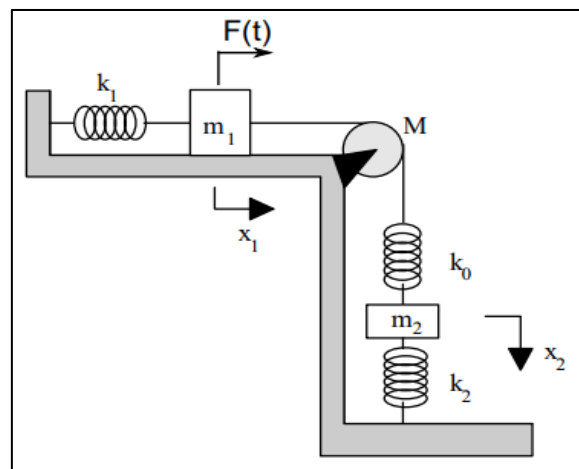 F(t)
k₁
m₁
M
x₁
k₀
m₂
x₂
k₂